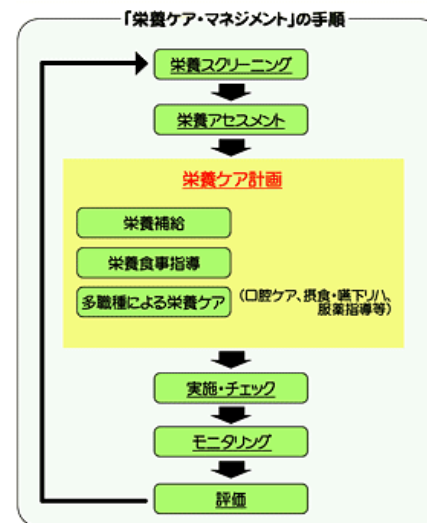 「栄養ケア・マネジメント」の手順
栄養スクリーニング
栄養アセスメント
栄養ケア計画
栄養補給
栄養食事指導
多職種による栄養ケア
(口腔ケア、摂食・嚥下リハ、
服薬指導等)
実施・チェック
モニタリング
評価